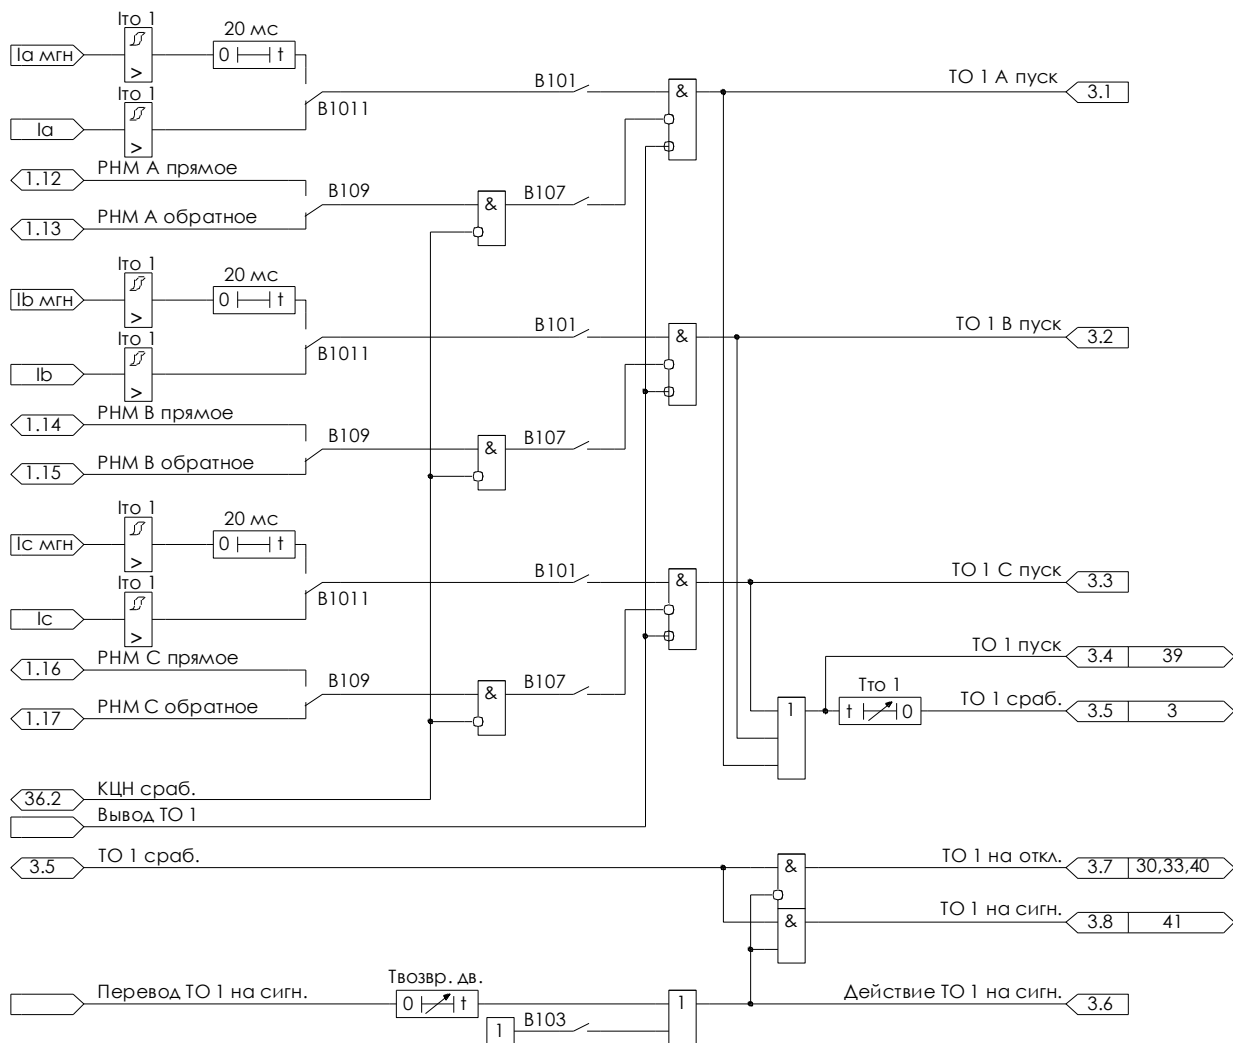 Iто 1
20 мс
Ia мгн
0 t
>
B101
&
ТО 1 А пуск
3.1
Iто 1
B1011
Ia
>
1.12
РНМ А прямое
B109
&
B107
1.13
РНМ А обратное
Iто 1
20 мс
Ib мгн
0 t
>
B101
&
ТО 1 В пуск
3.2
Iто 1
B1011
Ib
>
1.14
РНМ В прямое
B109
&
B107
1.15
РНМ В обратное
Iто 1
20 мс
Ic мгн
0 t
>
B101
&
ТО 1 С пуск
3.3
Iто 1
B1011
Ic
>
1.16
РНМ С прямое
ТО 1 пуск
3.4 39
B109
&
B107
1.17
РНМ С обратное
1
Tто 1
t 0
ТО 1 сраб.
3.5 3
36.2
КЦН сраб.
Вывод ТО 1
3.5
ТО 1 сраб.
&
ТО 1 на откл.
3.7 30,33,40
&
ТО 1 на сигн.
3.8 41
Перевод ТО 1 на сигн.
Tвозвр. дв.
0 t
1
Действие ТО 1 на сигн.
3.6
1
B103